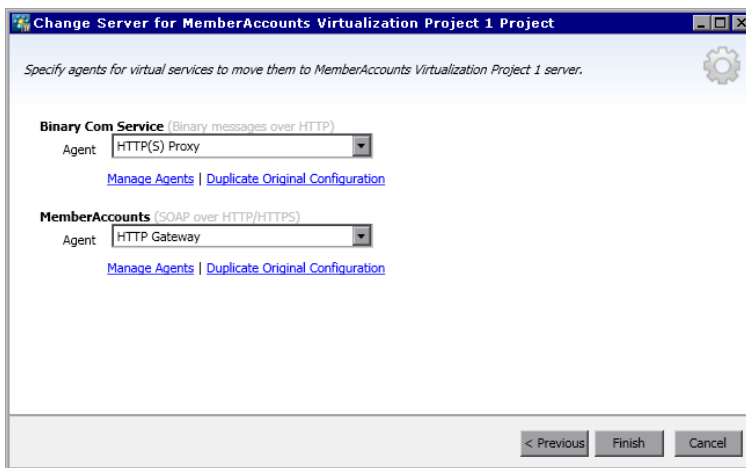 Change Server for MemberAccounts Virtualization Project 1 Project
Specify agents for virtual services to move them to MemberAccounts Virtualization Project 1 server.
Binary Com Service (Binary messages over HTTP)
Agent HTTP(S) Proxy
Manage Agents | Duplicate Original Configuration
MemberAccounts (SOAP over HTTP/HTTPS)
Agent HTTP Gateway
Manage Agents | Duplicate Original Configuration
< Previous Finish Cancel